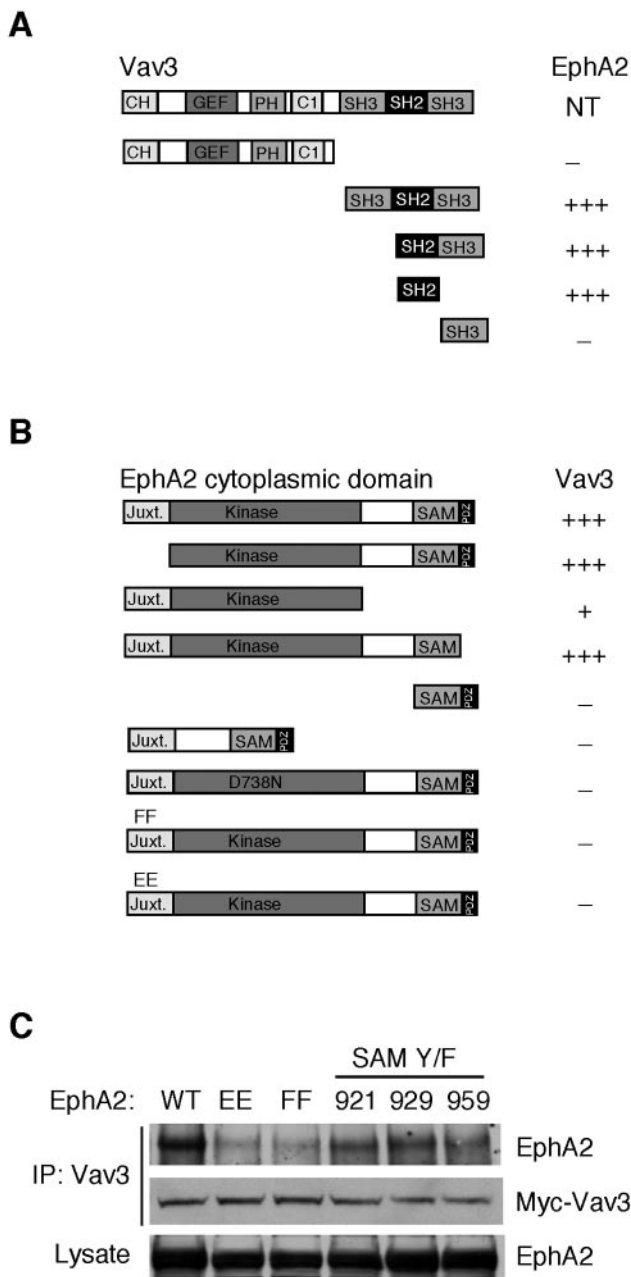 A
Vav3 EphA2
CH GEF PH C1 SH3 SH2 SH3 NT
CH GEF PH C1 –
SH3 SH2 SH3 +++
SH2 SH3 +++
SH2 +++
SH3 –
B
EphA2 cytoplasmic domain Vav3
Juxt. Kinase SAM PDZ +++
Kinase SAM PDZ +++
Juxt. Kinase +
Juxt. Kinase SAM +++
SAM PDZ –
Juxt. SAM PDZ –
Juxt. D738N SAM PDZ –
FF
Juxt. Kinase SAM PDZ –
EE
Juxt. Kinase SAM PDZ –
C
SAM Y/F
EphA2: WT EE FF 921 929 959
IP: Vav3 EphA2
Myc-Vav3
Lysate EphA2